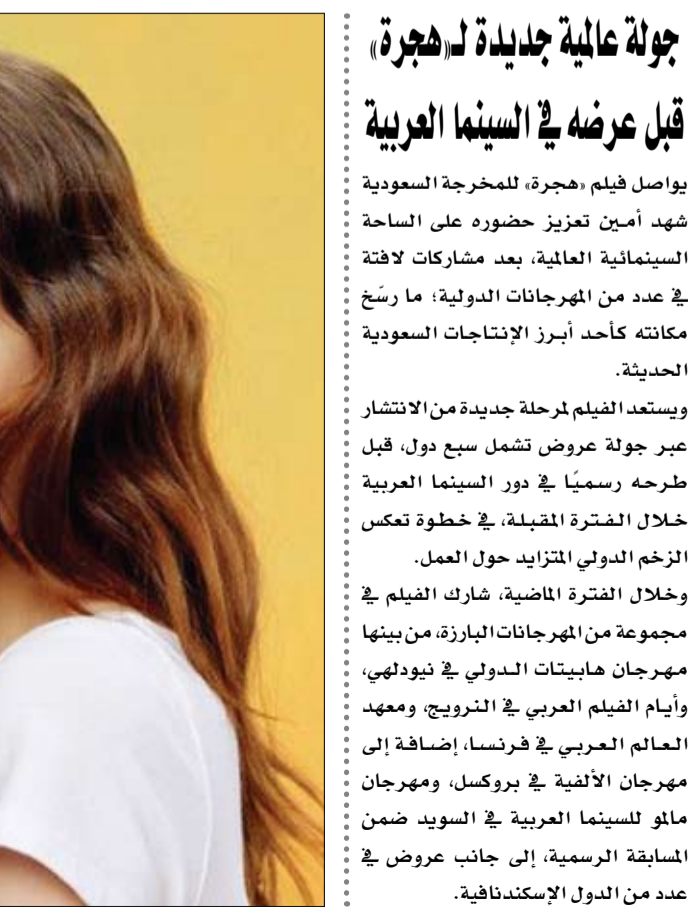 جولة عالمية جديدة لـ«هجرة»
قبل عرضه في السينما العربية
يواصل فيلم «هجرة» للمخرجة السعودية
شهد أمين تعزيز حضوره على الساحة
السينمائية العالمية، بعد مشاركات لافتة
في عدد من المهرجانات الدولية؛ ما رسّخ
مكانته كأحد أبرز الإنتاجات السعودية
الحديثة.
ويستعد الفيلم لمرحلة جديدة من الانتشار
عبر جولة عروض تشمل سبع دول، قبل
طرحه رسميًا في دور السينما العربية
خلال الفترة المقبلة، في خطوة تعكس
الزخم الدولي المتزايد حول العمل.
وخلال الفترة الماضية، شارك الفيلم في
مجموعة من المهرجانات البارزة، من بينها
مهرجان هابيتات الدولي في نيودلهي،
وأيام الفيلم العربي في النرويج، ومعهد
العالم العربي في فرنسا، إضافة إلى
مهرجان الألفية في بروكسل، ومهرجان
مالمو للسينما العربية في السويد ضمن
المسابقة الرسمية، إلى جانب عروض في
عدد من الدول الإسكندنافية.